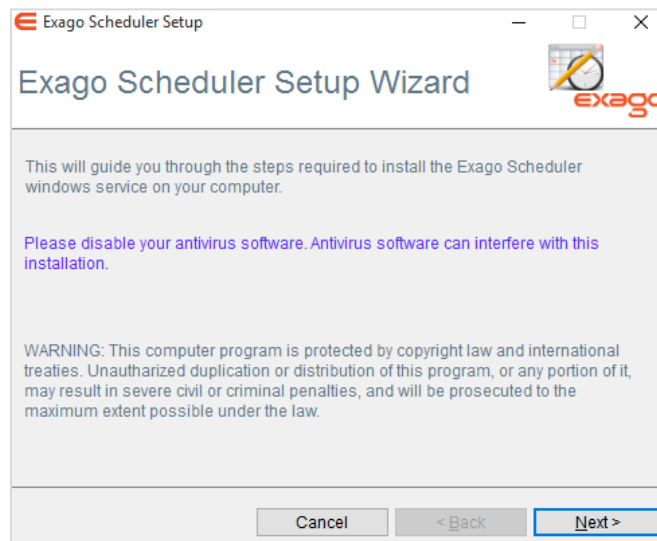 Exago Scheduler Setup
Exago Scheduler Setup Wizard
exago
This will guide you through the steps required to install the Exago Scheduler
windows service on your computer.
Please disable your antivirus software. Antivirus software can interfere with this
installation.
WARNING: This computer program is protected by copyright law and international
treaties. Unautharized duplication or distribution of this program, or any portion of it,
may result in severe civil or criminal penalties, and will be prosecuted to the
maximum extent possible under the law.
Cancel
< Back
Next >